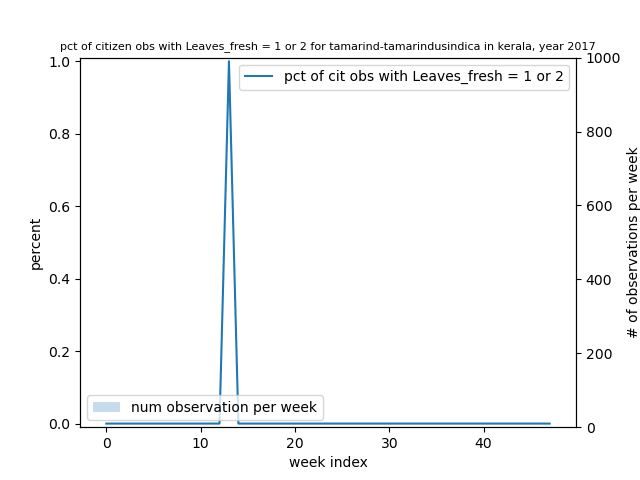 pct of citizen obs with Leaves_fresh = 1 or 2 for tamarind-tamarindusindica in kerala, year 2017
pct of cit obs with Leaves_fresh = 1 or 2
num observation per week
percent
1.0
0.8
0.6
0.4
0.2
0.0
0
10
20
30
40
week index
1000
800
600
400
200
0
# of observations per week